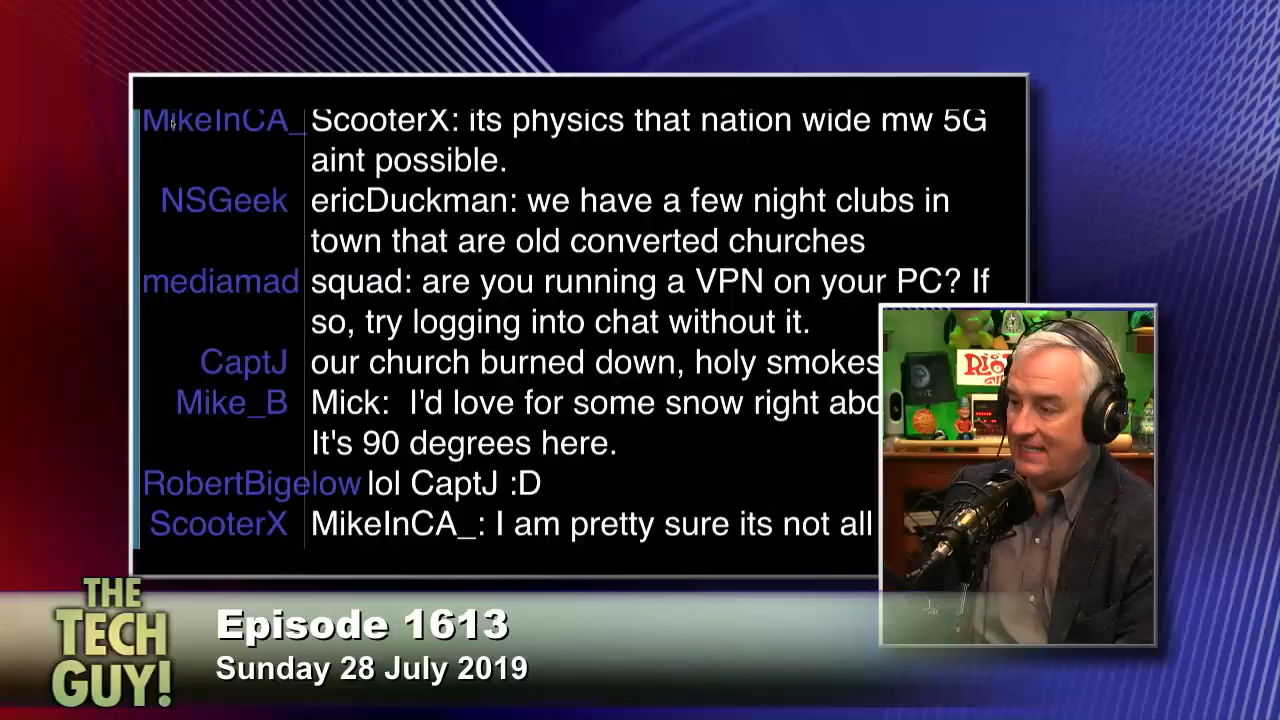 MikeInCA_ ScooterX: its physics that nation wide mw 5G
aint possible.
NSGeek ericDuckman: we have a few night clubs in
town that are old converted churches
mediamad squad: are you running a VPN on your PC? If
so, try logging into chat without it.
CaptJ our church burned down, holy smokes
Mike_B Mick: I'd love for some snow right abo
It's 90 degrees here.
RobertBigelow lol CaptJ :D
ScooterX MikeInCA_: I am pretty sure its not all
THE
TECH
GUY!
Episode 1613
Sunday 28 July 2019